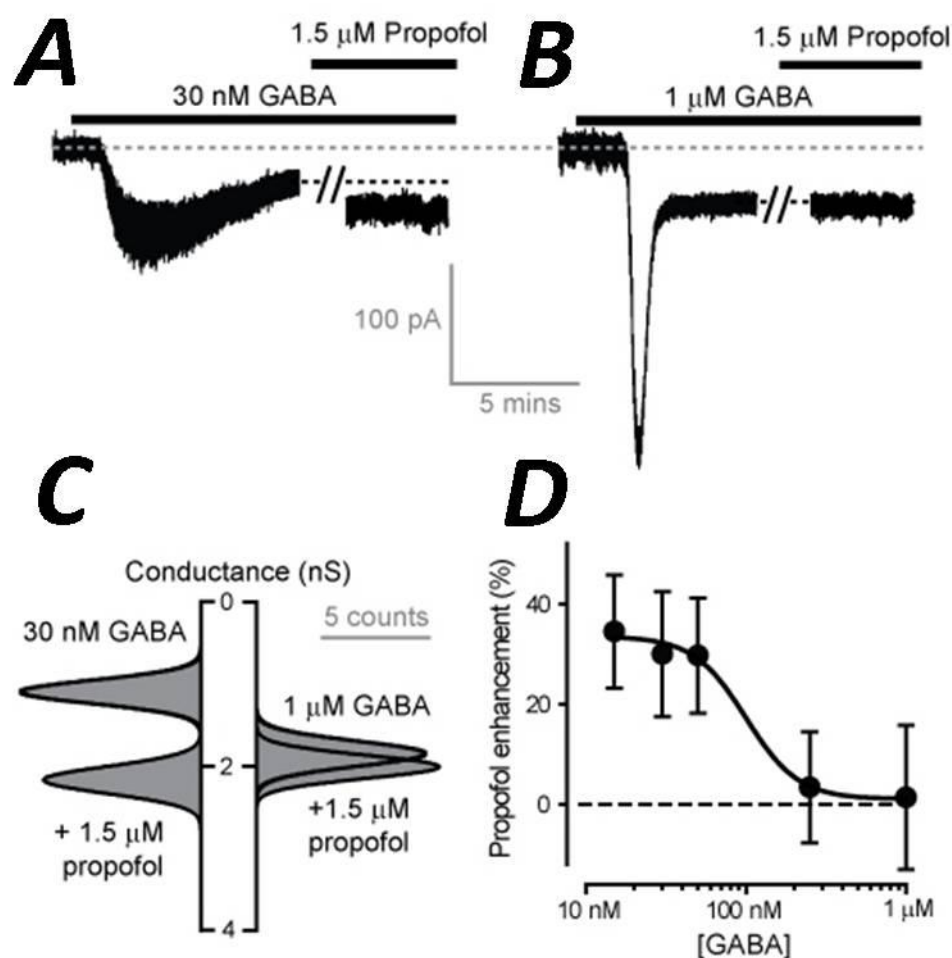 A
1.5 μM Propofol
30 nM GABA
B
1.5 μM Propofol
1 μM GABA
100 pA
5 mins
C
Conductance (nS)
0
5 counts
30 nM GABA
1 μM GABA
2
+ 1.5 μM
propofol
+1.5 μM
propofol
4
D
Propofol enhancement (%)
40
20
0
10 nM
100 nM
1 μM
[GABA]